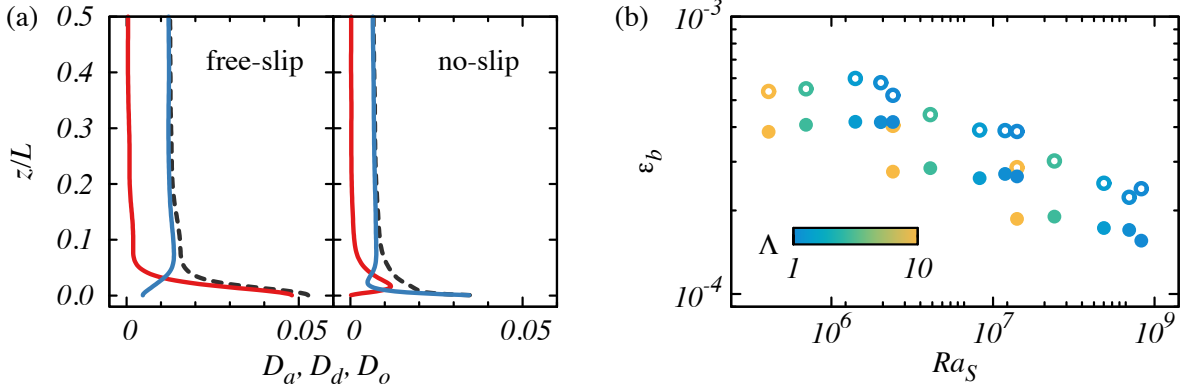 (a)
free-slip
no-slip
0.5
0.4
0.3
0.2
0.1
0.0
z/L
0 0.05 0 0.05
D_a, D_d, D_o
(b)
10^-3
10^-4
ε_b
Λ
1 10
10^6 10^7 10^9
Ra_S